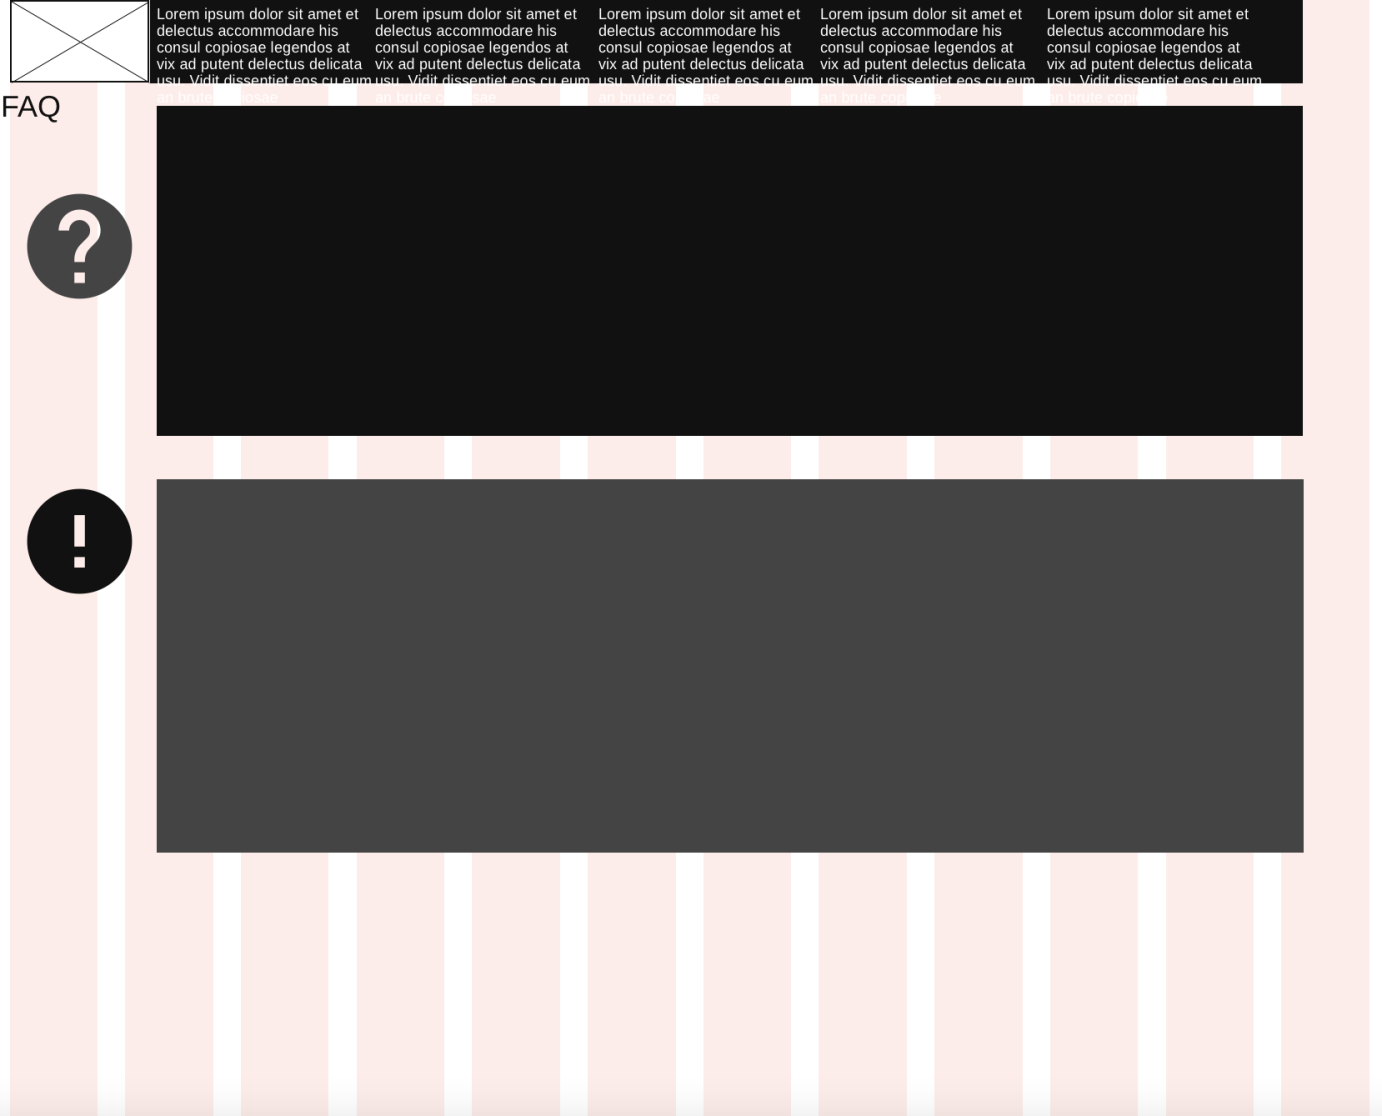 Lorem ipsum dolor sit amet et
delectus accommodare his
consul copiosae legendos at
vix ad putent delectus delicata
usu. Vidit dissentiet eos cu eum
an brute copiosae
Lorem ipsum dolor sit amet et
delectus accommodare his
consul copiosae legendos at
vix ad putent delectus delicata
usu. Vidit dissentiet eos cu eum
an brute copiosae
Lorem ipsum dolor sit amet et
delectus accommodare his
consul copiosae legendos at
vix ad putent delectus delicata
usu. Vidit dissentiet eos cu eum
an brute copiosae
Lorem ipsum dolor sit amet et
delectus accommodare his
consul copiosae legendos at
vix ad putent delectus delicata
usu. Vidit dissentiet eos cu eum
an brute copiosae
Lorem ipsum dolor sit amet et
delectus accommodare his
consul copiosae legendos at
vix ad putent delectus delicata
usu. Vidit dissentiet eos cu eum
an brute copiosae
FAQ
?
!